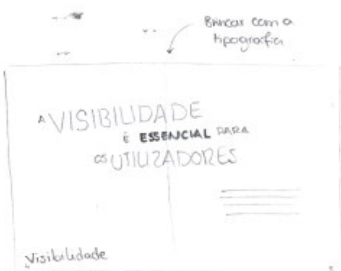 Brincar com a
tipografia
A VISIBILIDADE
É ESSENCIAL PARA
OS UTILIZADORES
Visibilidade